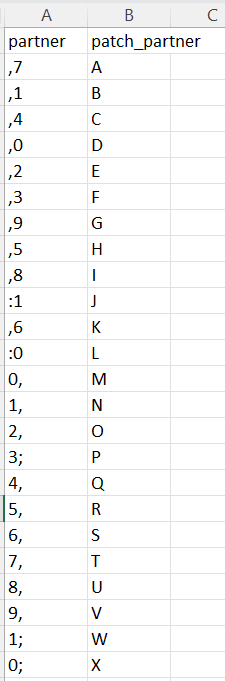 A B C
partner patch_partner
,7 A
,1 B
,4 C
,0 D
,2 E
,3 F
,9 G
,5 H
,8 I
:1 J
,6 K
:0 L
0, M
1, N
2, O
3; P
4, Q
5, R
6, S
7, T
8, U
9, V
1; W
0; X